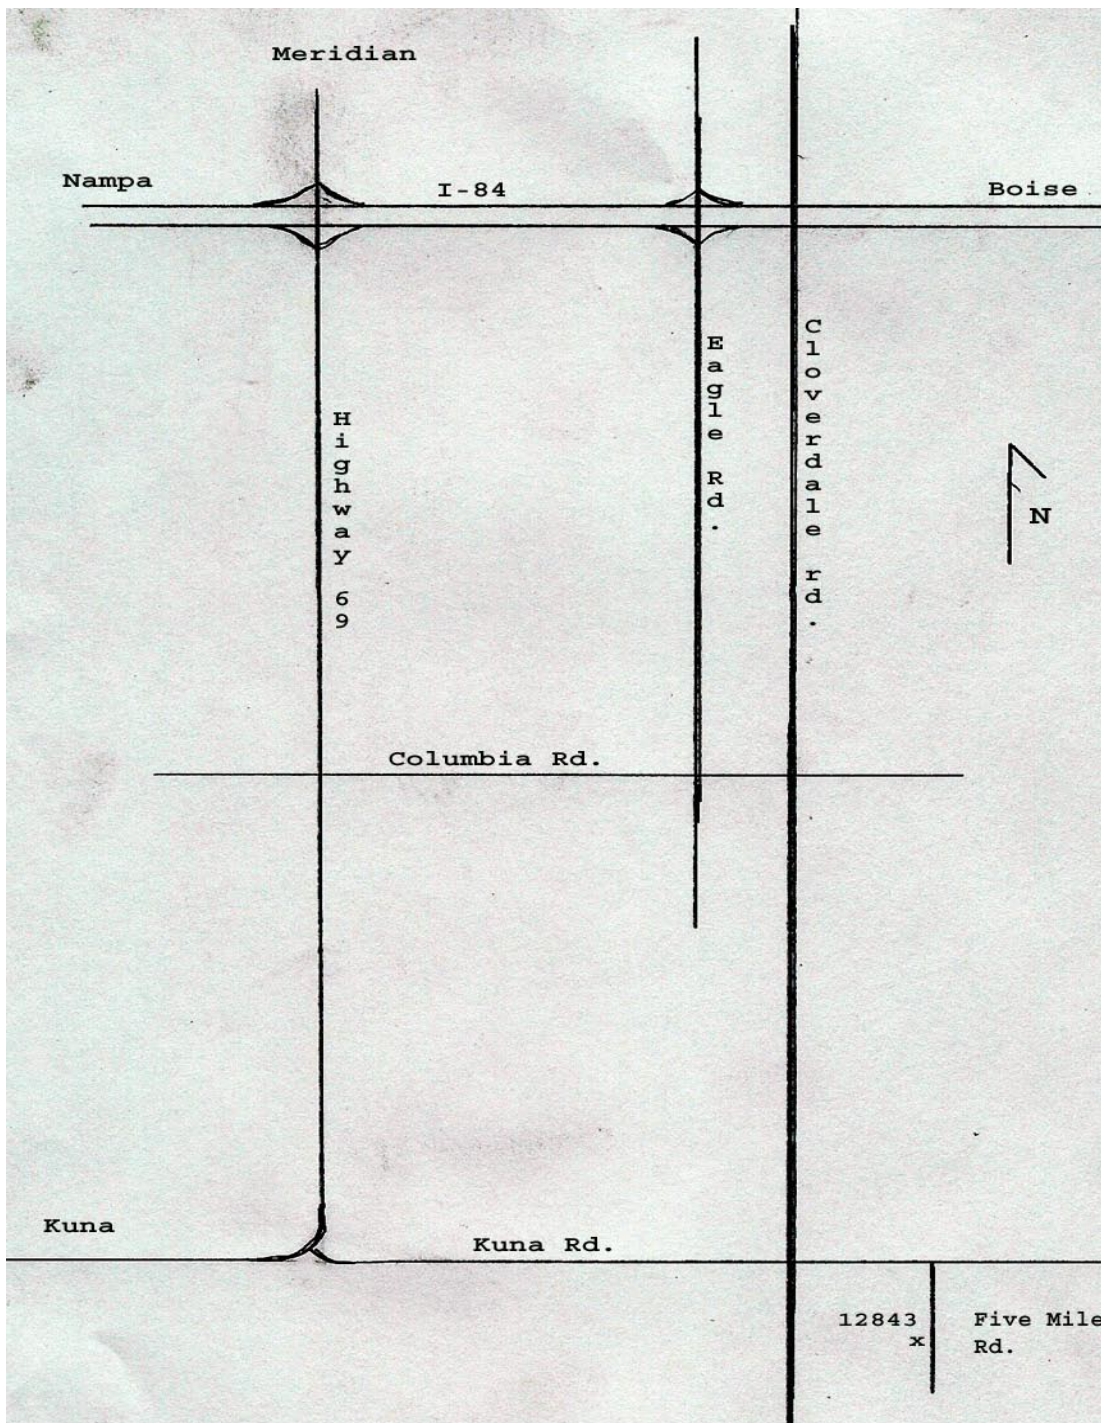 Meridian
Nampa
I-84
Boise
Highway 69
Eagle Rd.
Cloverdale rd.
N
Columbia Rd.
Kuna
Kuna Rd.
12843
x
Five Mile
Rd.